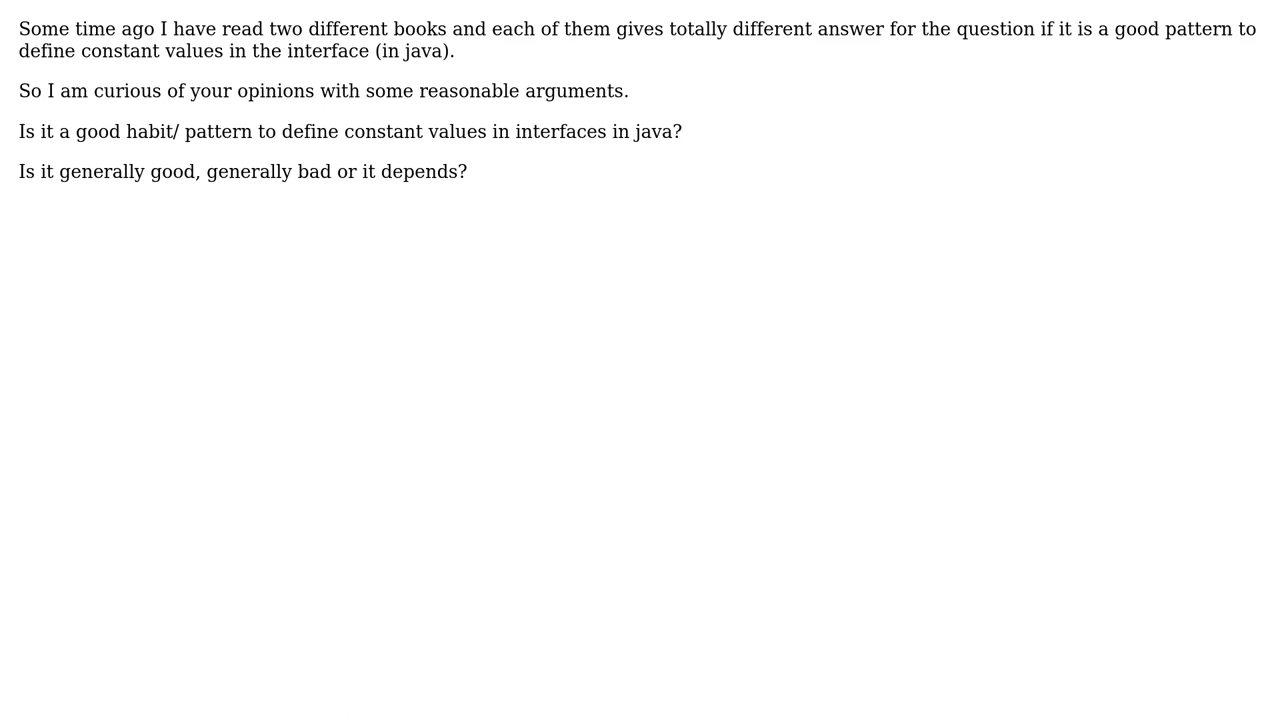 Some time ago I have read two different books and each of them gives totally different answer for the question if it is a good pattern to
define constant values in the interface (in java).
So I am curious of your opinions with some reasonable arguments.
Is it a good habit/ pattern to define constant values in interfaces in java?
Is it generally good, generally bad or it depends?